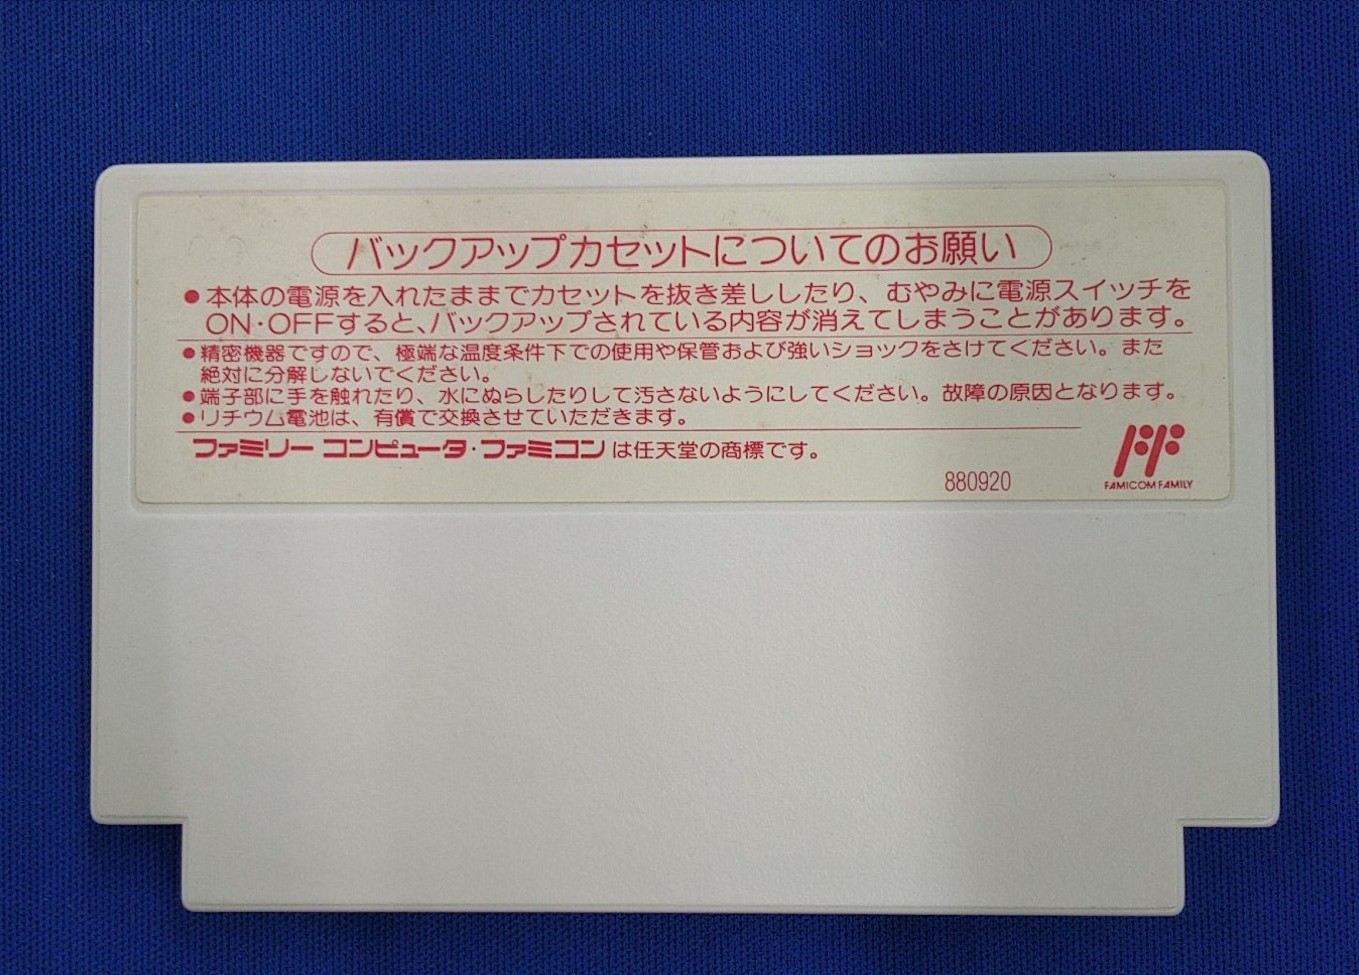 バックアップカセットについてのお願い
●本体の電源を入れたままでカセットを抜き差ししたり、むやみに電源スイッチを
ON・OFFすると、バックアップされている内容が消えてしまうことがあります。
●精密機器ですので、極端な温度条件下での使用や保管および強いショックをさけてください。また
絶対に分解しないでください。
●端子部に手を触れたり、水にぬらしたりして汚さないようにしてください。故障の原因となります。
●リチウム電池は、有償で交換させていただきます。
ファミリーコンピュータ・ファミコンは任天堂の商標です。
880920
FAMICOM FAMILY